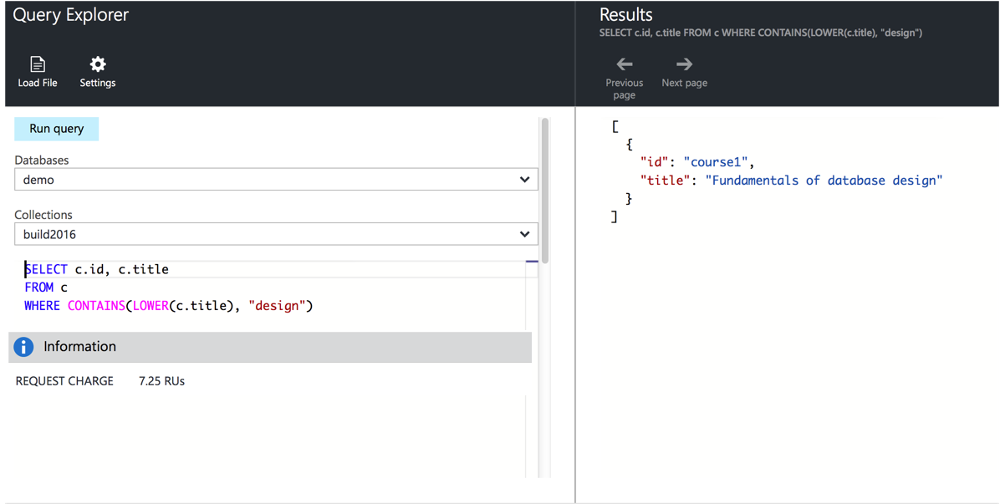 Query Explorer
Load File
Settings
Run query
Databases
demo
Collections
build2016
SELECT c.id, c.title
FROM c
WHERE CONTAINS(LOWER(c.title), "design")
Information
REQUEST CHARGE 7.25 RUs
Results
SELECT c.id, c.title FROM c WHERE CONTAINS(LOWER(c.title), "design")
Previous
page
Next page
[
{
"id": "course1",
"title": "Fundamentals of database design"
}
]